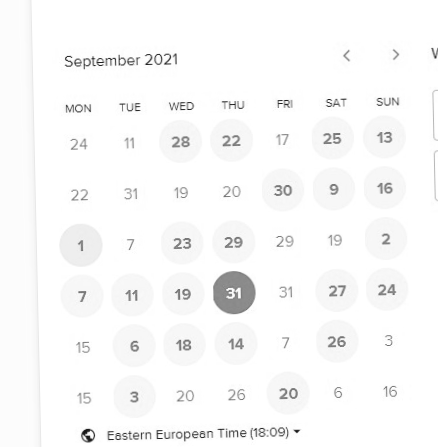 September 2021 < >
MON TUE WED THU FRI SAT SUN
24 11 28 22 17 25 13
22 31 19 20 30 9 16
1 7 23 29 29 19 2
7 11 19 31 31 27 24
15 6 18 14 7 26 3
15 3 20 26 20 6 16
Eastern European Time (18:09)